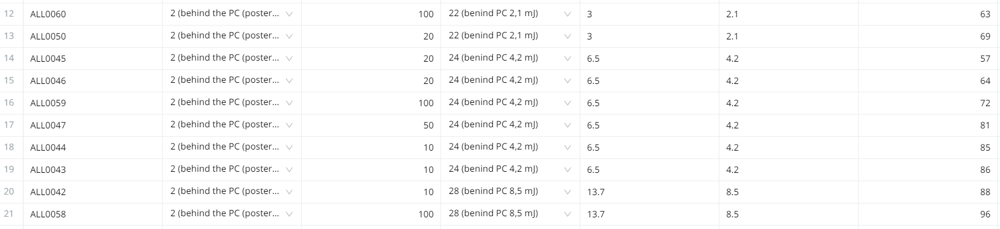 12 ALL0060 2 (behind the PC (poster... 100 22 (benind PC 2,1 mJ) 3 2.1 63
13 ALL0050 2 (behind the PC (poster... 20 22 (benind PC 2,1 mJ) 3 2.1 69
14 ALL0045 2 (behind the PC (poster... 20 24 (benind PC 4,2 mJ) 6.5 4.2 57
15 ALL0046 2 (behind the PC (poster... 20 24 (benind PC 4,2 mJ) 6.5 4.2 64
16 ALL0059 2 (behind the PC (poster... 100 24 (benind PC 4,2 mJ) 6.5 4.2 72
17 ALL0047 2 (behind the PC (poster... 50 24 (benind PC 4,2 mJ) 6.5 4.2 81
18 ALL0044 2 (behind the PC (poster... 10 24 (benind PC 4,2 mJ) 6.5 4.2 85
19 ALL0043 2 (behind the PC (poster... 10 24 (benind PC 4,2 mJ) 6.5 4.2 86
20 ALL0042 2 (behind the PC (poster... 10 28 (benind PC 8,5 mJ) 13.7 8.5 88
21 ALL0058 2 (behind the PC (poster... 100 28 (benind PC 8,5 mJ) 13.7 8.5 96